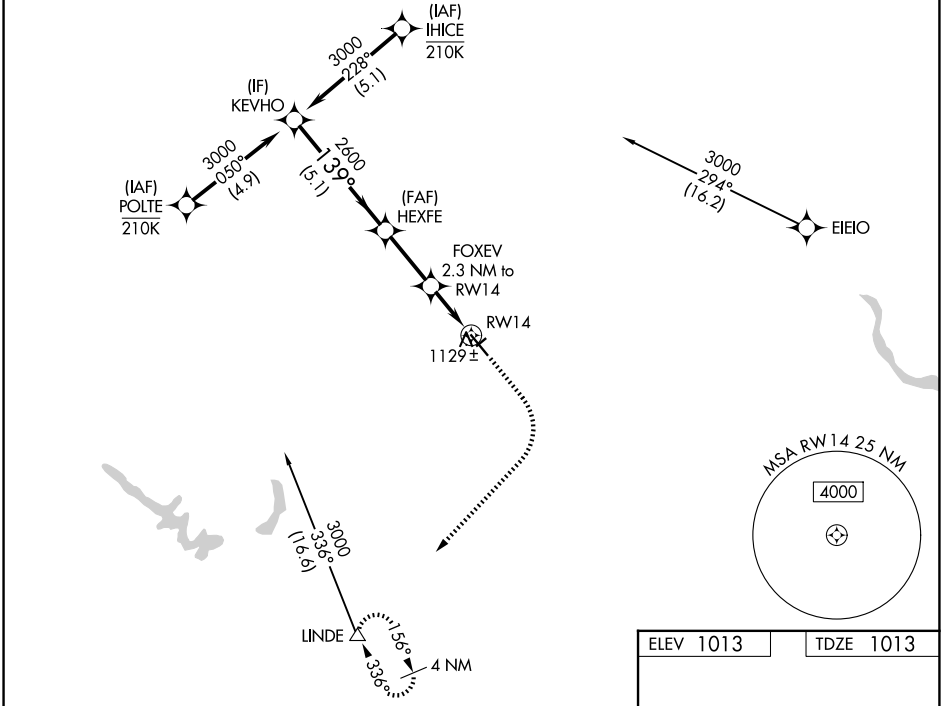 (IAF)
IHICE
210K
3000
228°
(5.1)
(IF)
KEVHO
3000
050°
(4.9)
(IAF)
POLTE
210K
2600
139°
(5.1)
(FAF)
HEXFE
FOXEV
2.3 NM to
RW14
RW14
1129±
3000
294°
(16.2)
EIEIO
MSA RW14 25 NM
4000
3000
336°
(16.6)
LINDE
156°
336°
4 NM
ELEV 1013
TDZE 1013